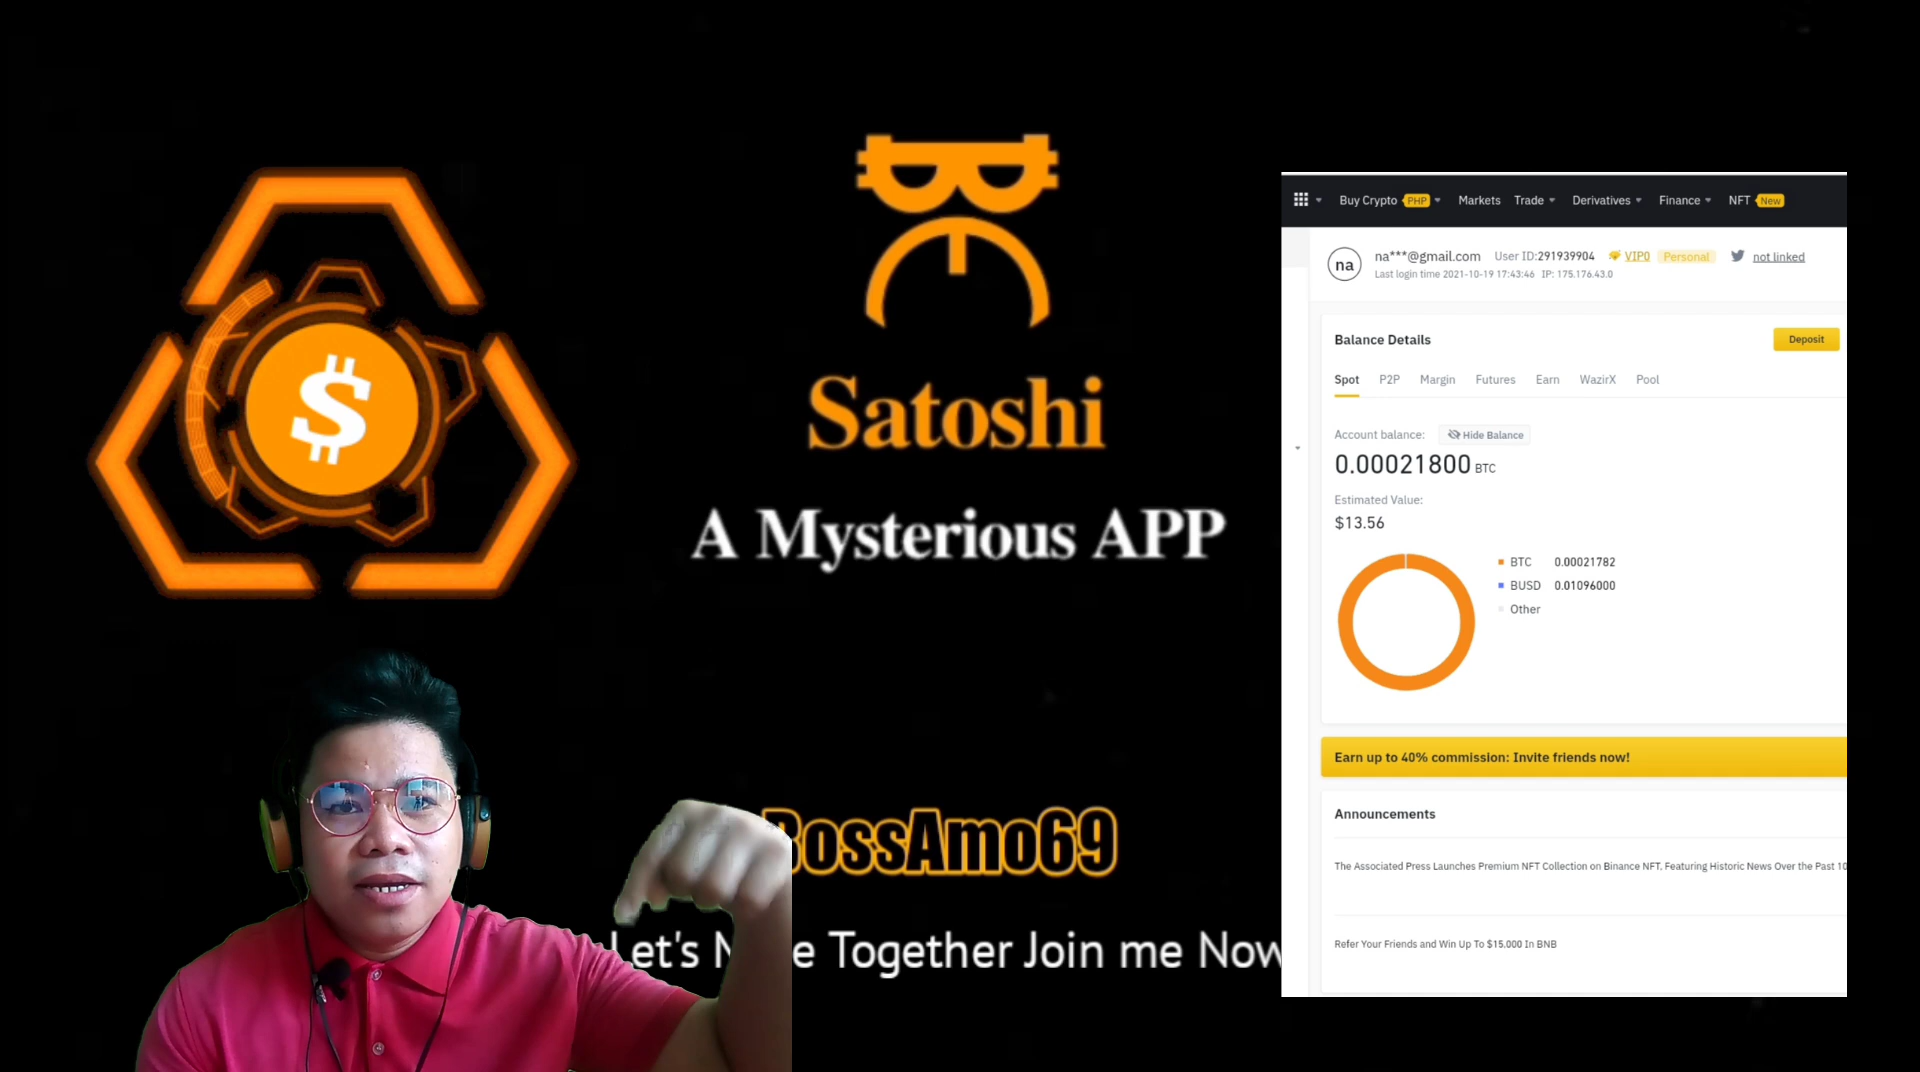 Satoshi
A Mysterious APP
BossAmo69
Let's M e Together Join me Now
Buy Crypto PHP Markets Trade Derivatives Finance NFT New
na na***@gmail.com User ID:291939904 VIP0 Personal not linked
Last login time 2021-10-19 17:43:46 IP: 175.176.43.0
Balance Details Deposit
Spot P2P Margin Futures Earn WazirX Pool
Account balance: Hide Balance
0.00021800 BTC
Estimated Value:
$13.56
BTC 0.00021782
BUSD 0.01096000
Other
Earn up to 40% commission: Invite friends now!
Announcements
The Associated Press Launches Premium NFT Collection on Binance NFT, Featuring Historic News Over the Past 10
Refer Your Friends and Win Up To $15.000 In BNB